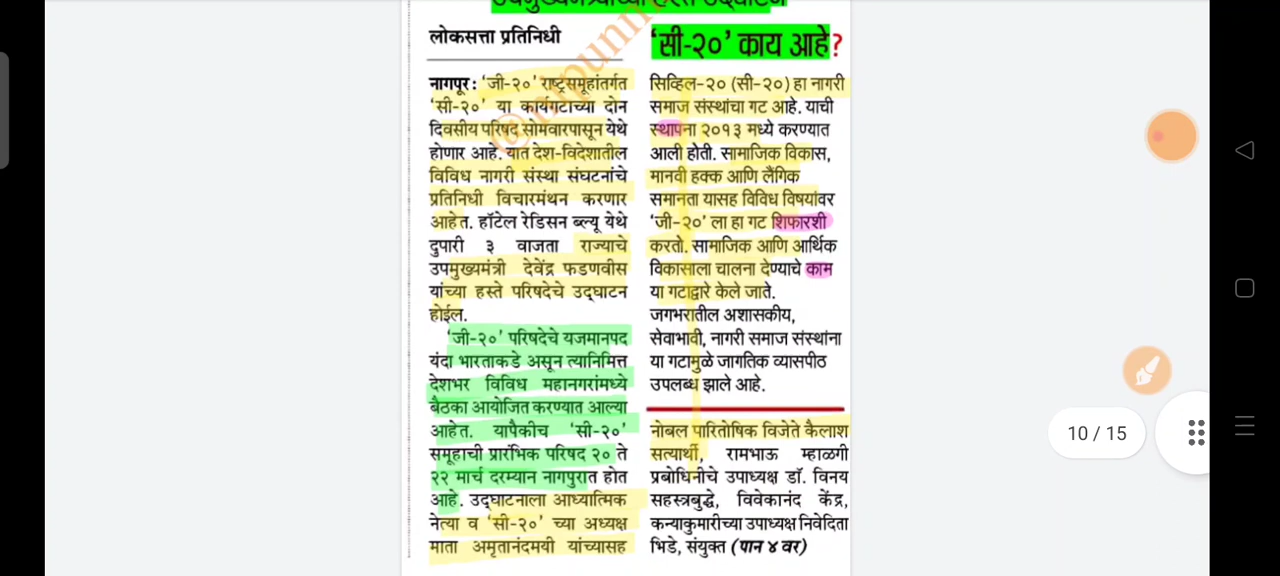 उपमुख्यमंत्र्यांच्या हस्ते उद्घाटन
लोकसत्ता प्रतिनिधी
नागपूर : ‘जी-२०’ राष्ट्रसमूहांतर्गत
‘सी-२०’ या कार्यगटाच्या दोन
दिवसीय परिषद सोमवारपासून येथे
होणार आहे. यात देश-विदेशातील
विविध नागरी संस्था संघटनांचे
प्रतिनिधी विचारमंथन करणार
आहेत. हॉटेल रेडिसन ब्ल्यू येथे
दुपारी ३ वाजता राज्याचे
उपमुख्यमंत्री देवेंद्र फडणवीस
यांच्या हस्ते परिषदेचे उद्घाटन
होईल.
‘जी-२०’ परिषदेचे यजमानपद
यंदा भारताकडे असून त्यानिमित्त
देशभर विविध महानगरांमध्ये
बैठका आयोजित करण्यात आल्या
आहेत. यापैकीच ‘सी-२०’
समूहाची प्रारंभिक परिषद २० ते
२२ मार्च दरम्यान नागपुरात होत
आहे. उद्घाटनाला आध्यात्मिक
नेत्या व ‘सी-२०’ च्या अध्यक्ष
माता अमृतानंदमयी यांच्यासह
‘सी-२०’ काय आहे?
सिव्हिल-२० (सी-२०) हा नागरी
समाज संस्थांचा गट आहे. याची
स्थापना २०१३ मध्ये करण्यात
आली होती. सामाजिक विकास,
मानवी हक्क आणि लैंगिक
समानता यासह विविध विषयांवर
‘जी-२०’ ला हा गट शिफारशी
करतो. सामाजिक आणि आर्थिक
विकासाला चालना देण्याचे काम
या गटाद्वारे केले जाते.
जगभरातील अशासकीय,
सेवाभावी, नागरी समाज संस्थांना
या गटामुळे जागतिक व्यासपीठ
उपलब्ध झाले आहे.
नोबल पारितोषिक विजेते कैलाश
सत्यार्थी, रामभाऊ म्हाळगी
प्रबोधिनीचे उपाध्यक्ष डॉ. विनय
सहस्त्रबुद्धे, विवेकानंद केंद्र,
कन्याकुमारीच्या उपाध्यक्ष निवेदिता
भिडे, संयुक्त (पान ४ वर)
10 / 15